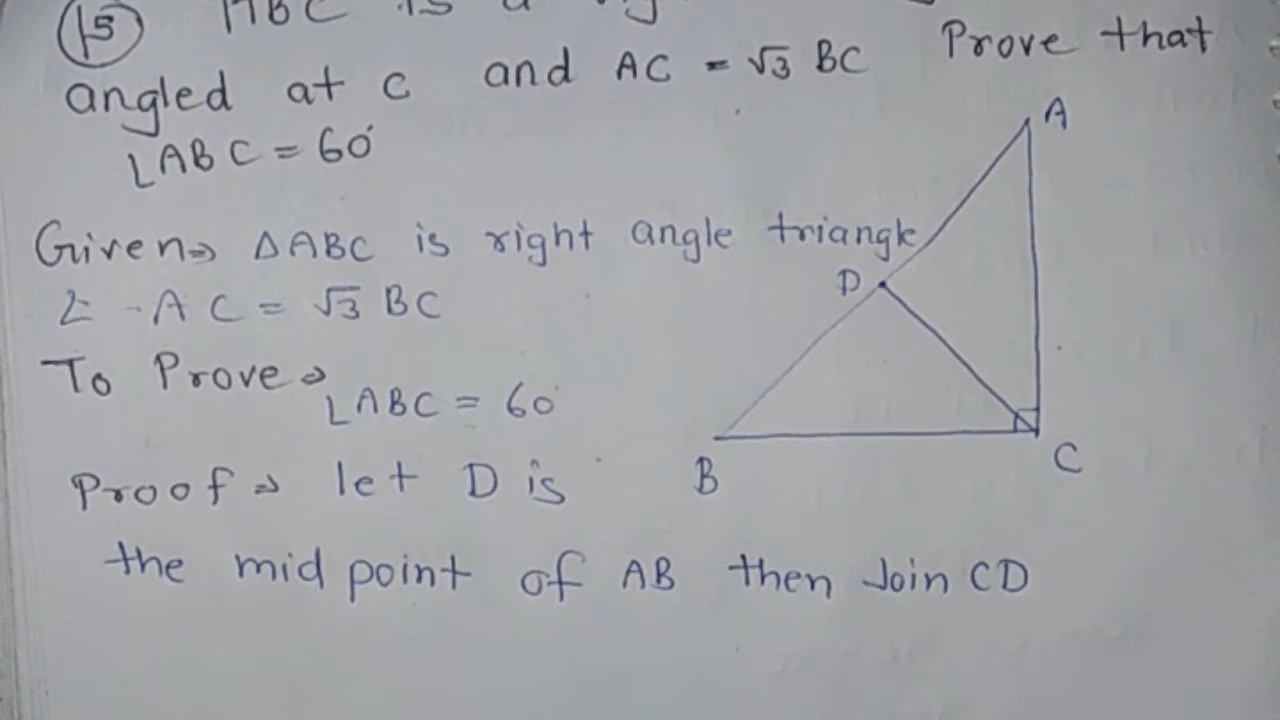 15 ABC is a
angled at C and AC = √3 BC Prove that
∠ABC = 60°
Given⇒ ΔABC is right angle triangle
& AC = √3 BC
To Prove⇒
∠ABC = 60°
Proof⇒ let D is
the mid point of AB then Join CD
A
D
B
C